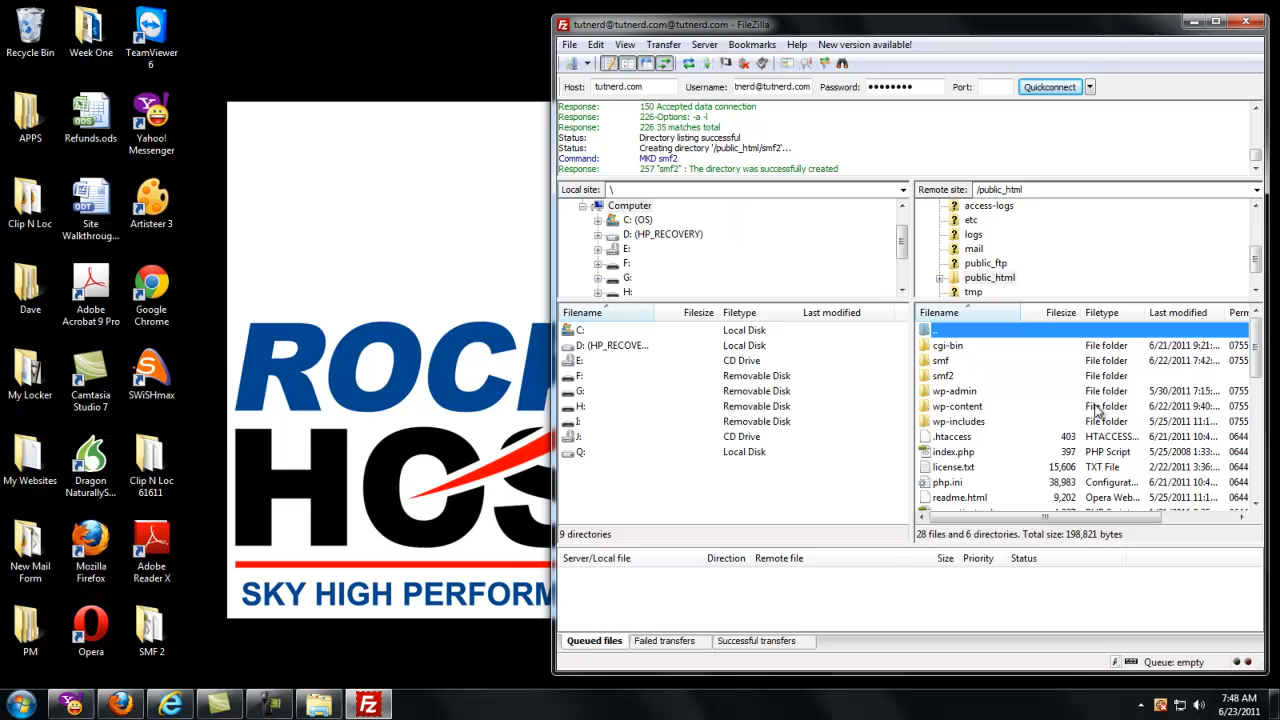 Recycle Bin
Week One
TeamViewer 6
APPS
Refunds.ods
Yahoo! Messenger
Clip N Loc
Site Walkthroug...
Artisteer 3
Dave
Adobe Acrobat 9 Pro
Google Chrome
My Locker
Camtasia Studio 7
SWiSHmax
My Websites
Dragon NaturallyS...
Clip N Loc 61611
New Mail Form
Mozilla Firefox
Adobe Reader X
PM
Opera
SMF 2
ROCK
HOS
SKY HIGH PERFORM
tutnerd@tutnerd.com@tutnerd.com - FileZilla
File Edit View Transfer Server Bookmarks Help New version available!
Host: tutnerd.com Username: tnerd@tutnerd.com Password: ●●●●●●●● Port: Quickconnect
Response: 150 Accepted data connection
Response: 226-Options: -a -l
Response: 226 35 matches total
Status: Directory listing successful
Status: Creating directory '/public_html/smf2'...
Command: MKD smf2
Response: 257 "smf2" : The directory was successfully created
Local site: \
Computer
C: (OS)
D: (HP_RECOVERY)
E:
F:
G:
H:
Filename Filesize Filetype Last modified
C: Local Disk
D: (HP_RECOVE... Local Disk
E: CD Drive
F: Removable Disk
G: Removable Disk
H: Removable Disk
I: Removable Disk
J: CD Drive
Q: Local Disk
9 directories
Remote site: /public_html
access-logs
etc
logs
mail
public_ftp
public_html
tmp
Filename Filesize Filetype Last modified Perm
..
cgi-bin File folder 6/21/2011 9:21:... 0755
smf File folder 6/22/2011 7:42:... 0755
smf2 File folder
wp-admin File folder 5/30/2011 7:15:... 0755
wp-content File folder 6/22/2011 9:40:... 0755
wp-includes File folder 5/25/2011 11:1... 0755
.htaccess 403 HTACCESS... 6/21/2011 10:4... 0644
index.php 397 PHP Script 5/25/2008 1:33:... 0644
license.txt 15,606 TXT File 2/22/2011 3:36:... 0644
php.ini 38,983 Configurat... 6/21/2011 10:4... 0644
readme.html 9,202 Opera Web... 5/25/2011 11:1... 0644
28 files and 6 directories. Total size: 198,821 bytes
Server/Local file Direction Remote file Size Priority Status
Queued files Failed transfers Successful transfers
Queue: empty
7:48 AM
6/23/2011